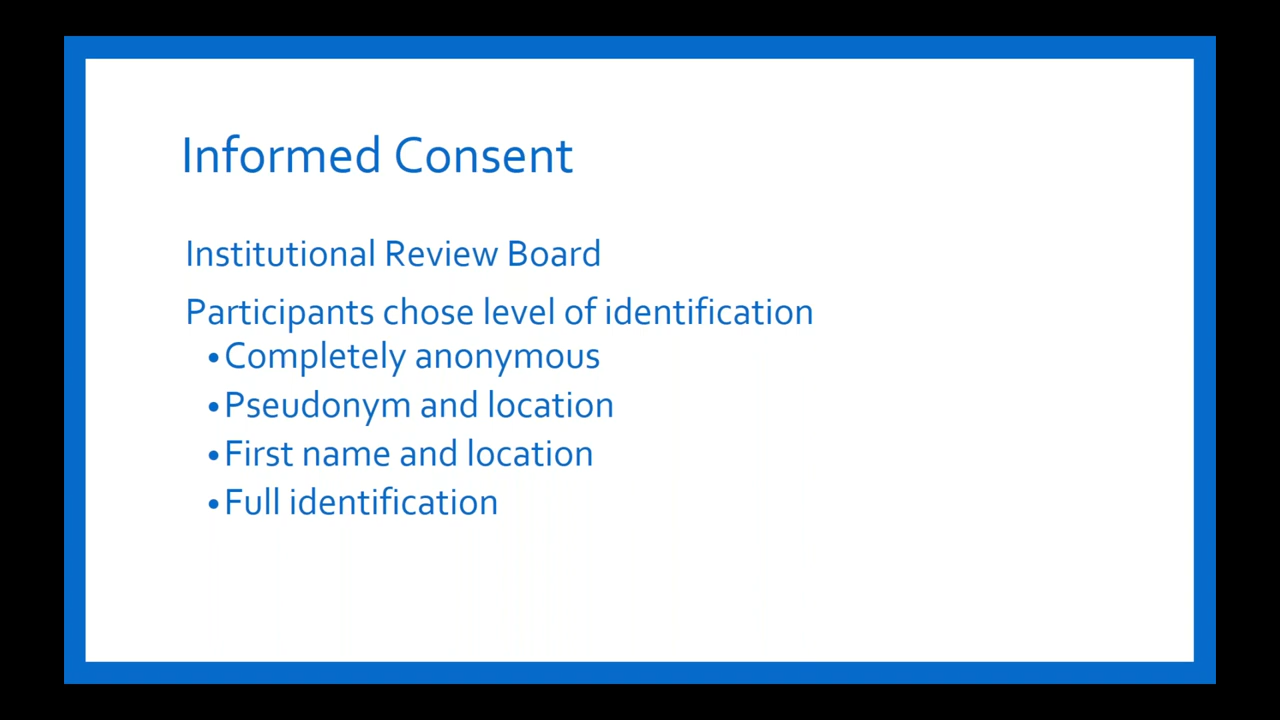 Informed Consent
Institutional Review Board
Participants chose level of identification
•Completely anonymous
•Pseudonym and location
•First name and location
•Full identification